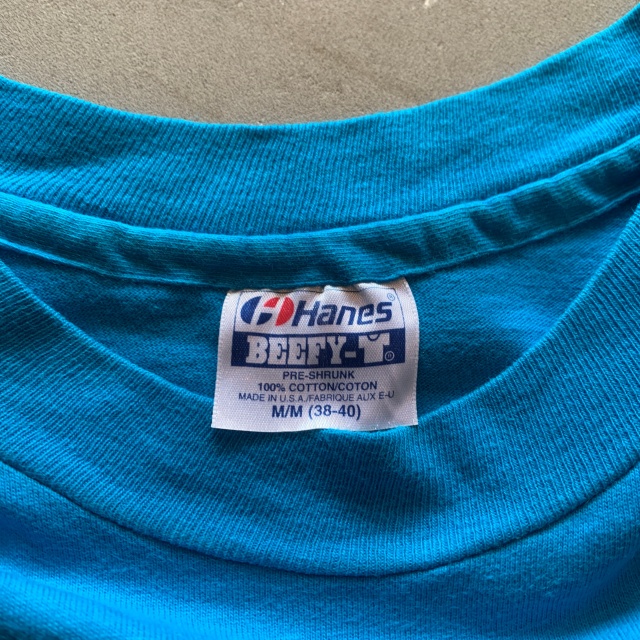 Hanes®
BEEFY-T®
PRE-SHRUNK
100% COTTON/COTON
MADE IN U.S.A./FABRIQUE AUX E-U
M/M (38-40)